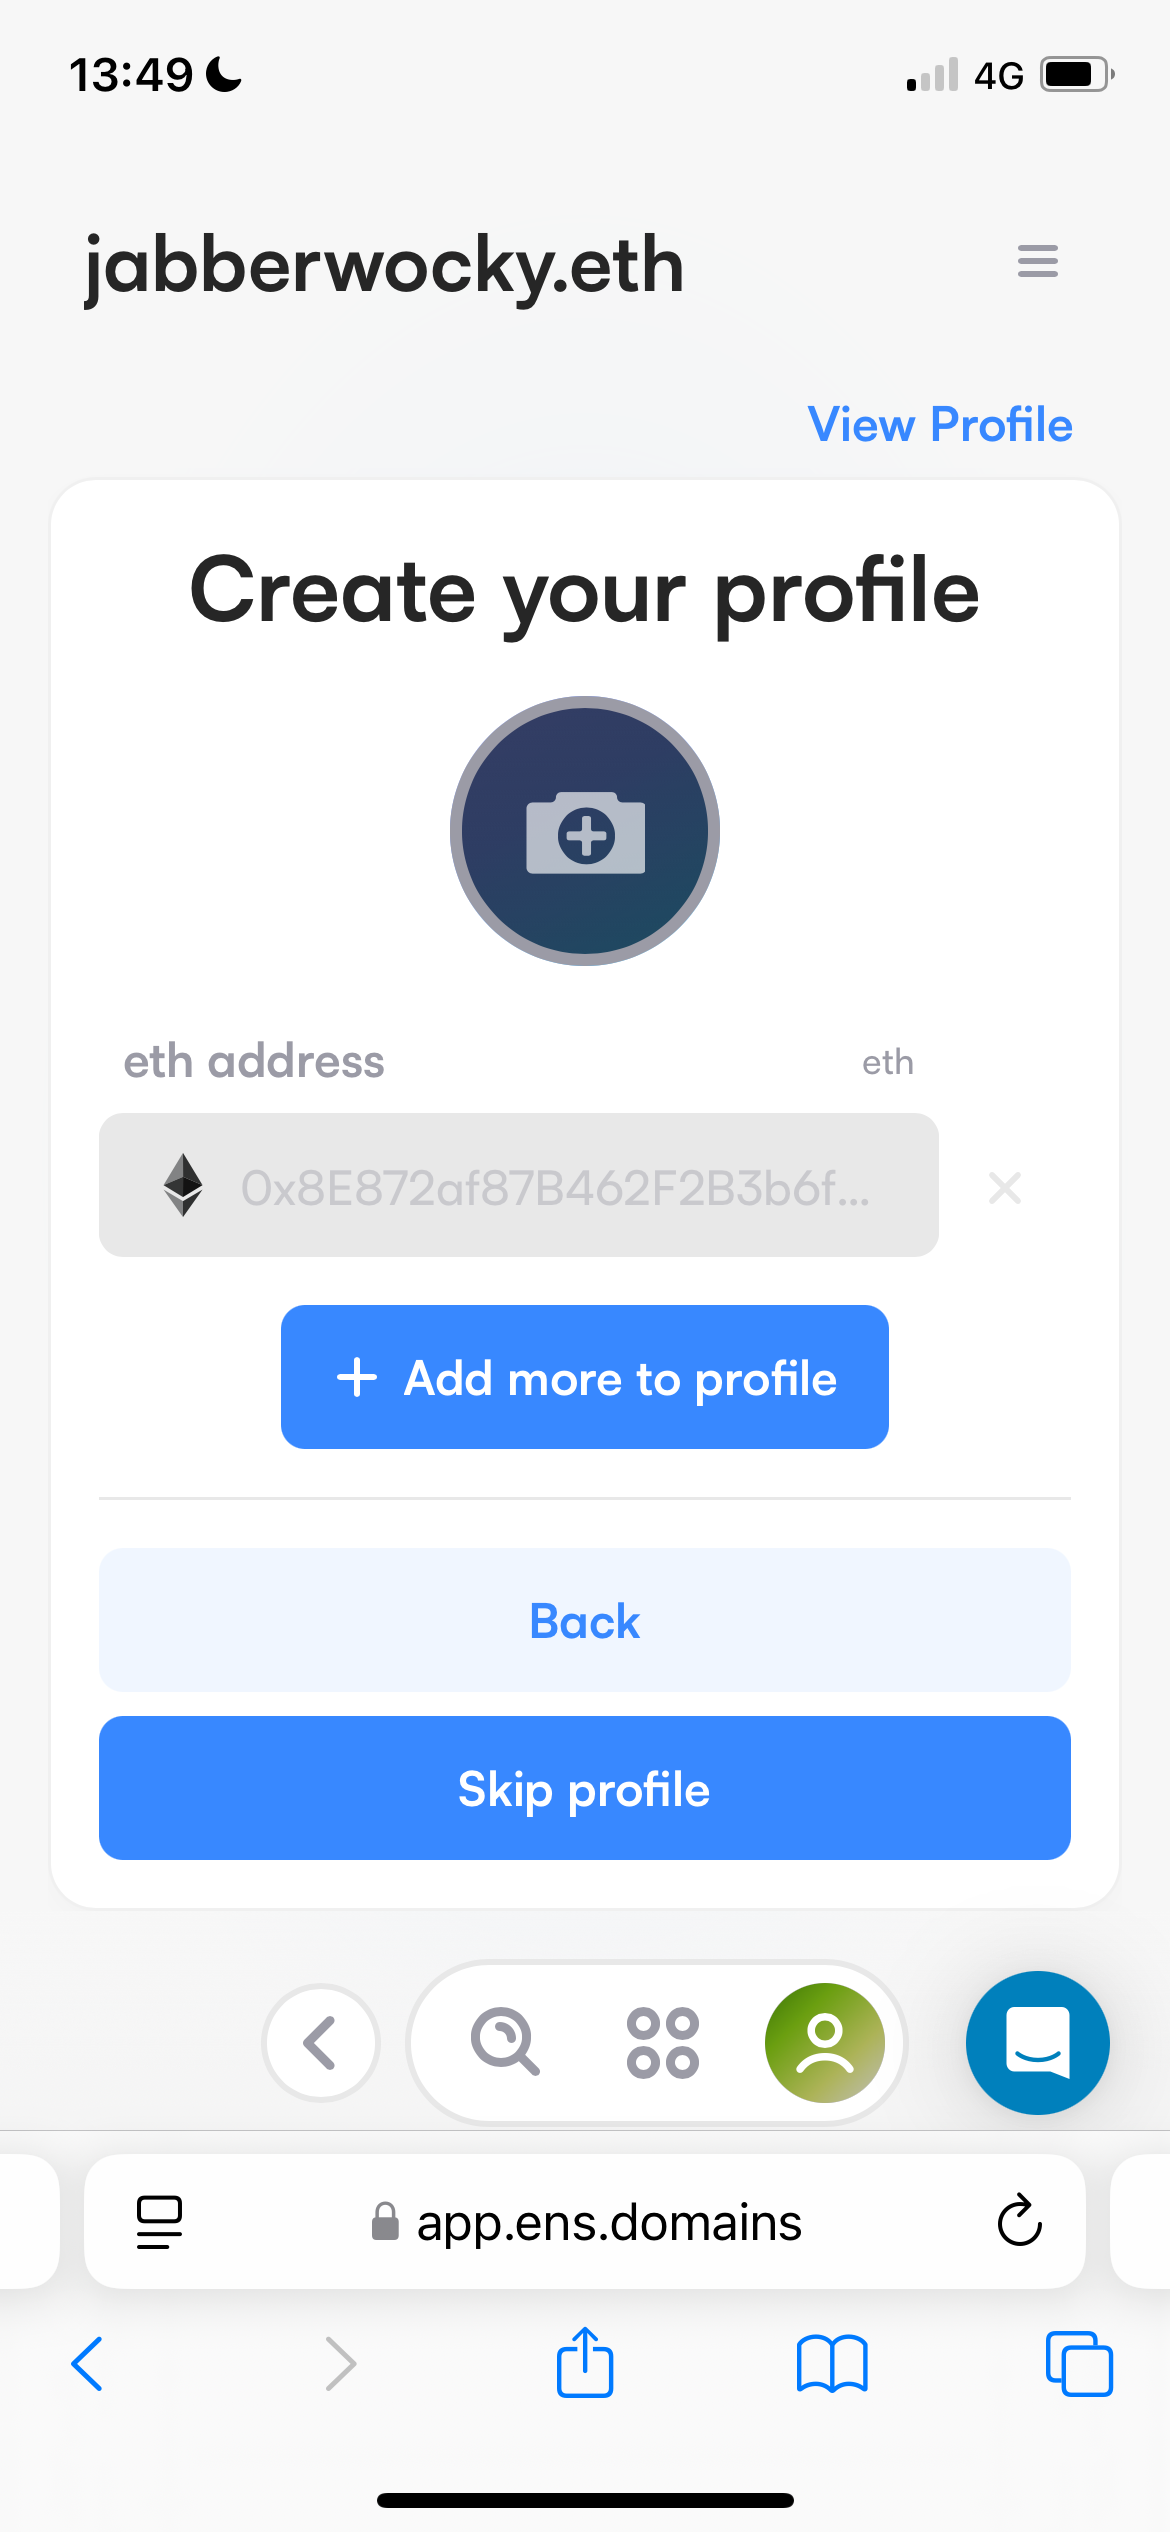 13:49
4G
jabberwocky.eth
View Profile
Create your profile
eth address
eth
0x8E872af87B462F2B3b6f...
+ Add more to profile
Back
Skip profile
app.ens.domains